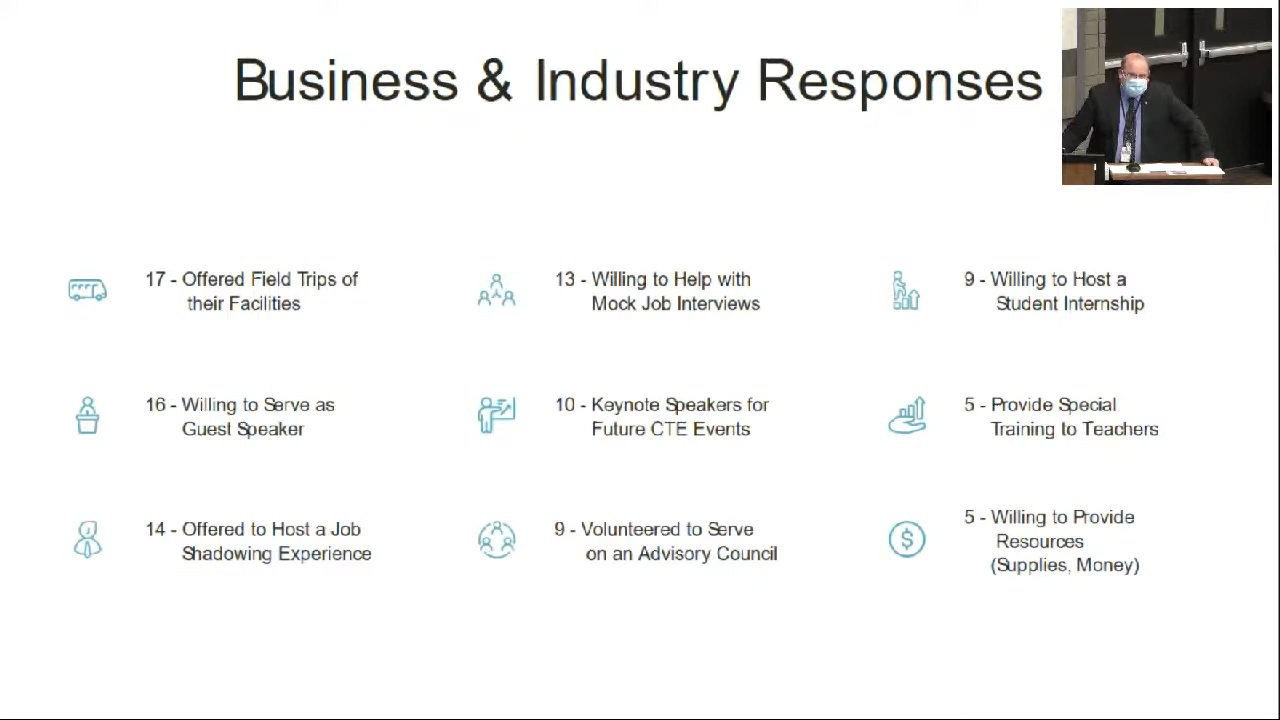 Business & Industry Responses
17 - Offered Field Trips of
their Facilities
16 - Willing to Serve as
Guest Speaker
14 - Offered to Host a Job
Shadowing Experience
13 - Willing to Help with
Mock Job Interviews
10 - Keynote Speakers for
Future CTE Events
9 - Volunteered to Serve
on an Advisory Council
9 - Willing to Host a
Student Internship
5 - Provide Special
Training to Teachers
5 - Willing to Provide
Resources
(Supplies, Money)